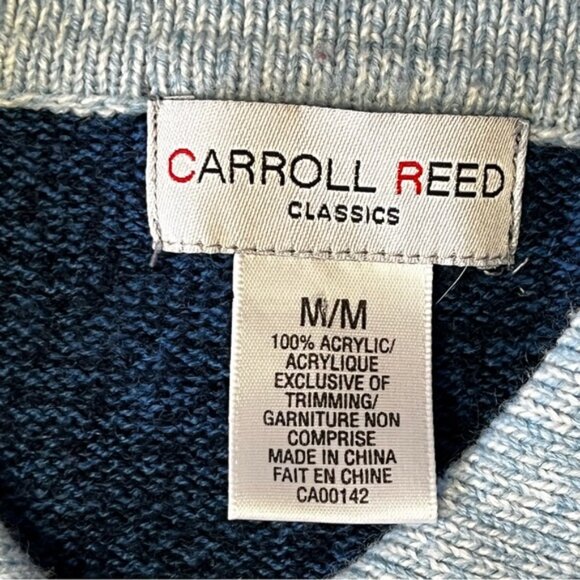 CARROLL REED
CLASSICS
M/M
100% ACRYLIC/
ACRYLIQUE
EXCLUSIVE OF
TRIMMING/
GARNITURE NON
COMPRISE
MADE IN CHINA
FAIT EN CHINE
CA00142